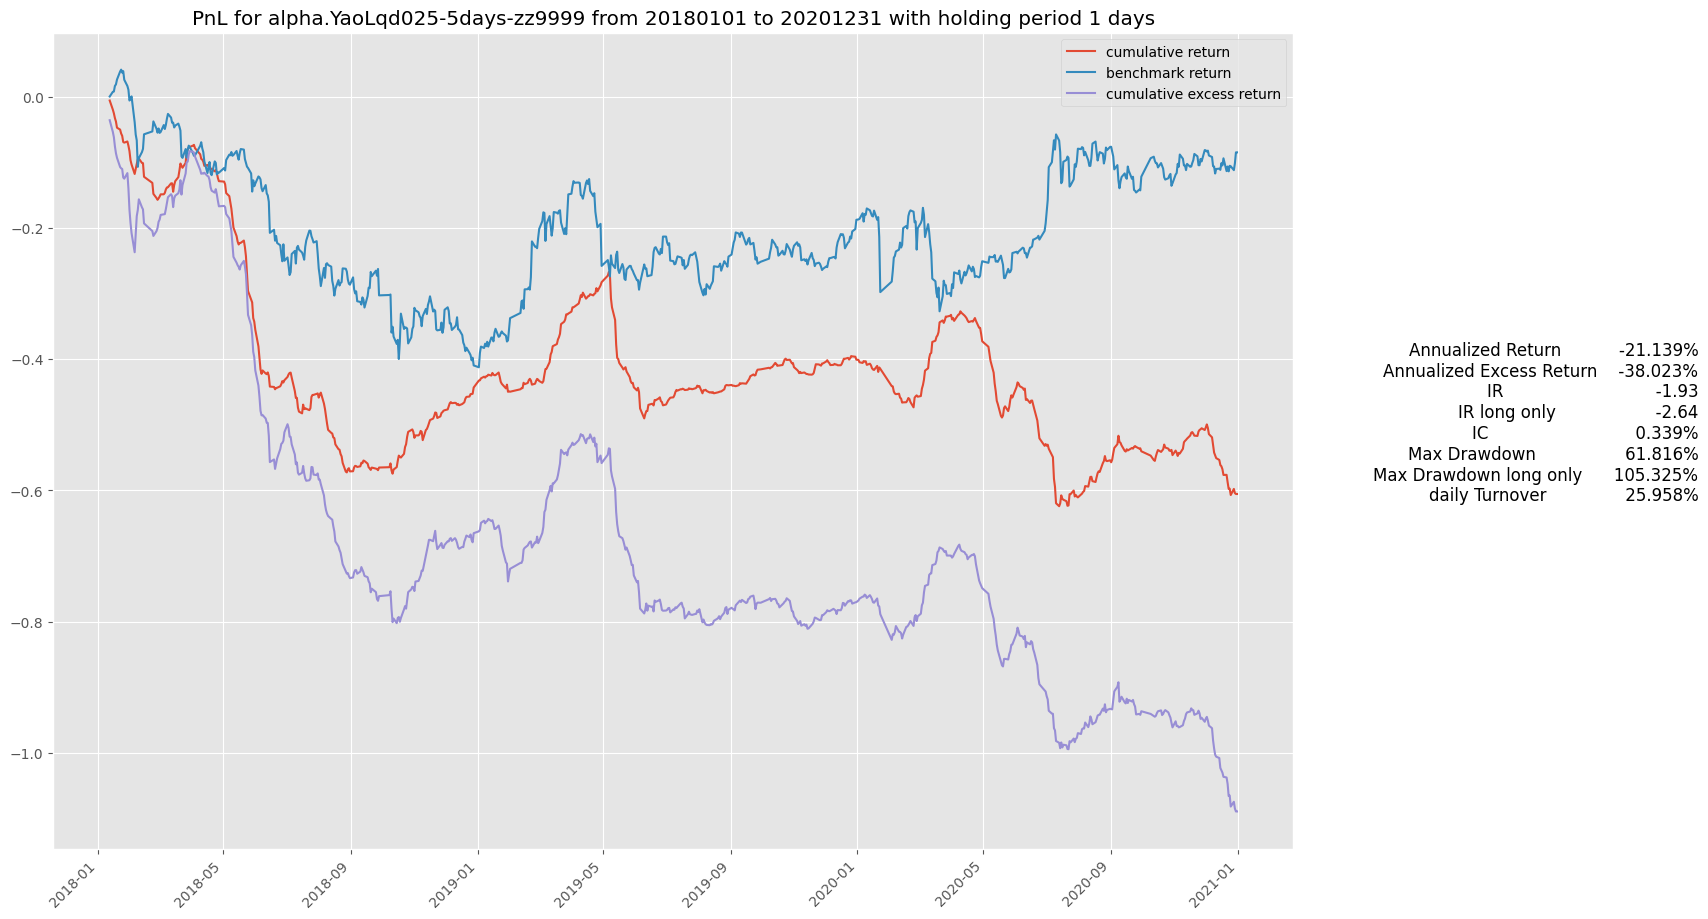 PnL for alpha.YaoLqd025-5days-zz9999 from 20180101 to 20201231 with holding period 1 days
cumulative return
benchmark return
cumulative excess return
0.0
−0.2
−0.4
−0.6
−0.8
−1.0
2018-01
2018-05
2018-09
2019-01
2019-05
2019-09
2020-01
2020-05
2020-09
2021-01
Annualized Return -21.139%
Annualized Excess Return -38.023%
IR -1.93
IR long only -2.64
IC 0.339%
Max Drawdown 61.816%
Max Drawdown long only 105.325%
daily Turnover 25.958%